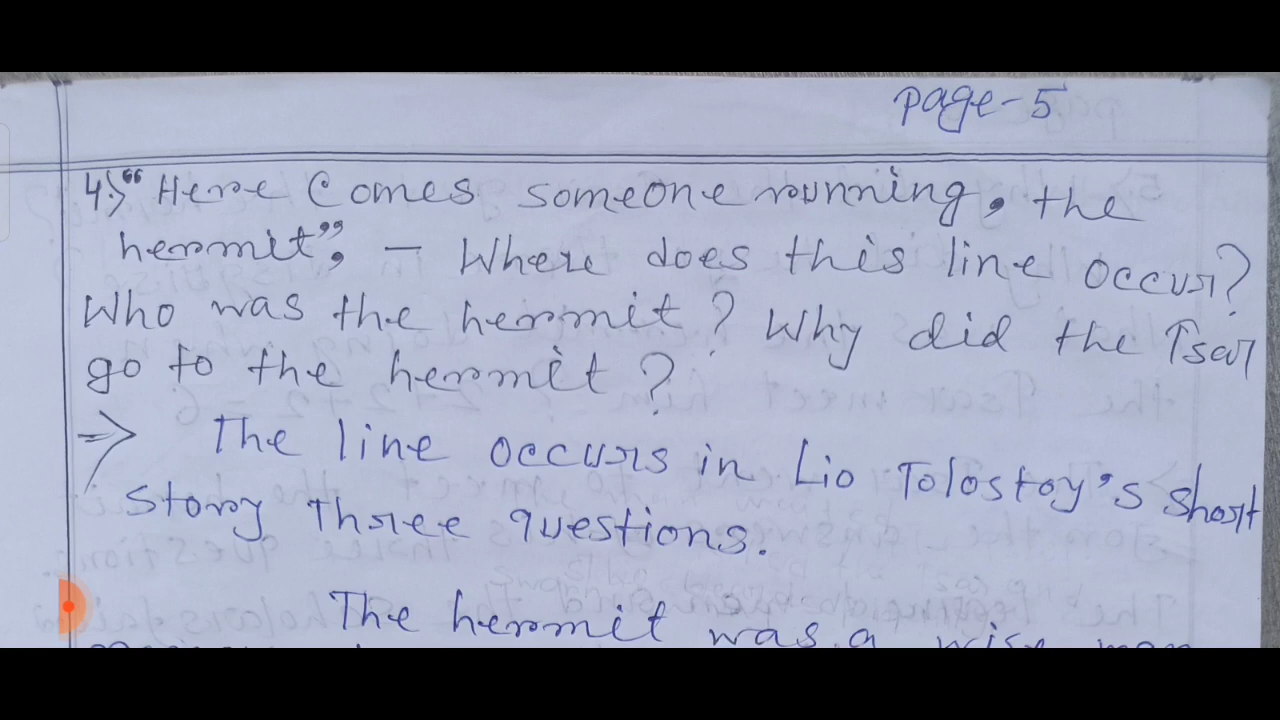 page-5
4.) "Here Comes someone running, the
hermit", - Where does this line occur?
Who was the hermit? Why did the Tsar
go to the hermit?
⇒ The line occurs in Lio Tolostoy's short
story Three questions.
The hermit was a wise man